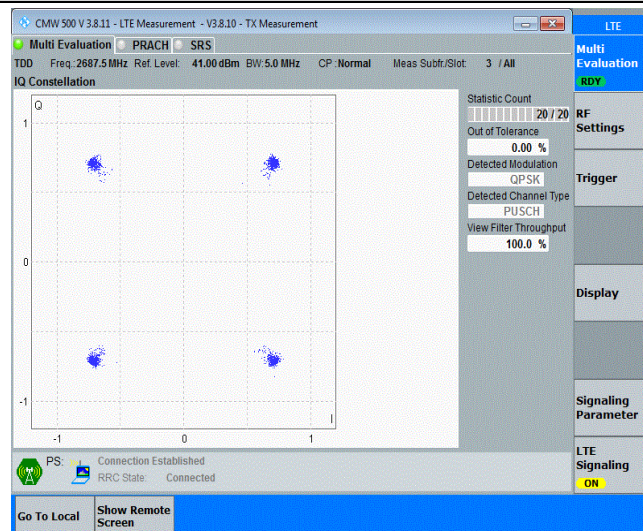 CMW 500 V 3.8.11 - LTE Measurement - V3.8.10 - TX Measurement
LTE
Multi Evaluation PRACH SRS
Multi
Evaluation
RDY
TDD Freq.: 2687.5 MHz Ref. Level: 41.00 dBm BW: 5.0 MHz CP: Normal Meas Subfr./Slot: 3 / All
IQ Constellation
Q
1
0
-1
I
-1 0 1
Statistic Count
20 / 20
Out of Tolerance
0.00 %
Detected Modulation
QPSK
Detected Channel Type
PUSCH
View Filter Throughput
100.0 %
RF
Settings
Trigger
Display
Signaling
Parameter
LTE
Signaling
ON
PS: Connection Established
RRC State: Connected
Go To Local
Show Remote
Screen